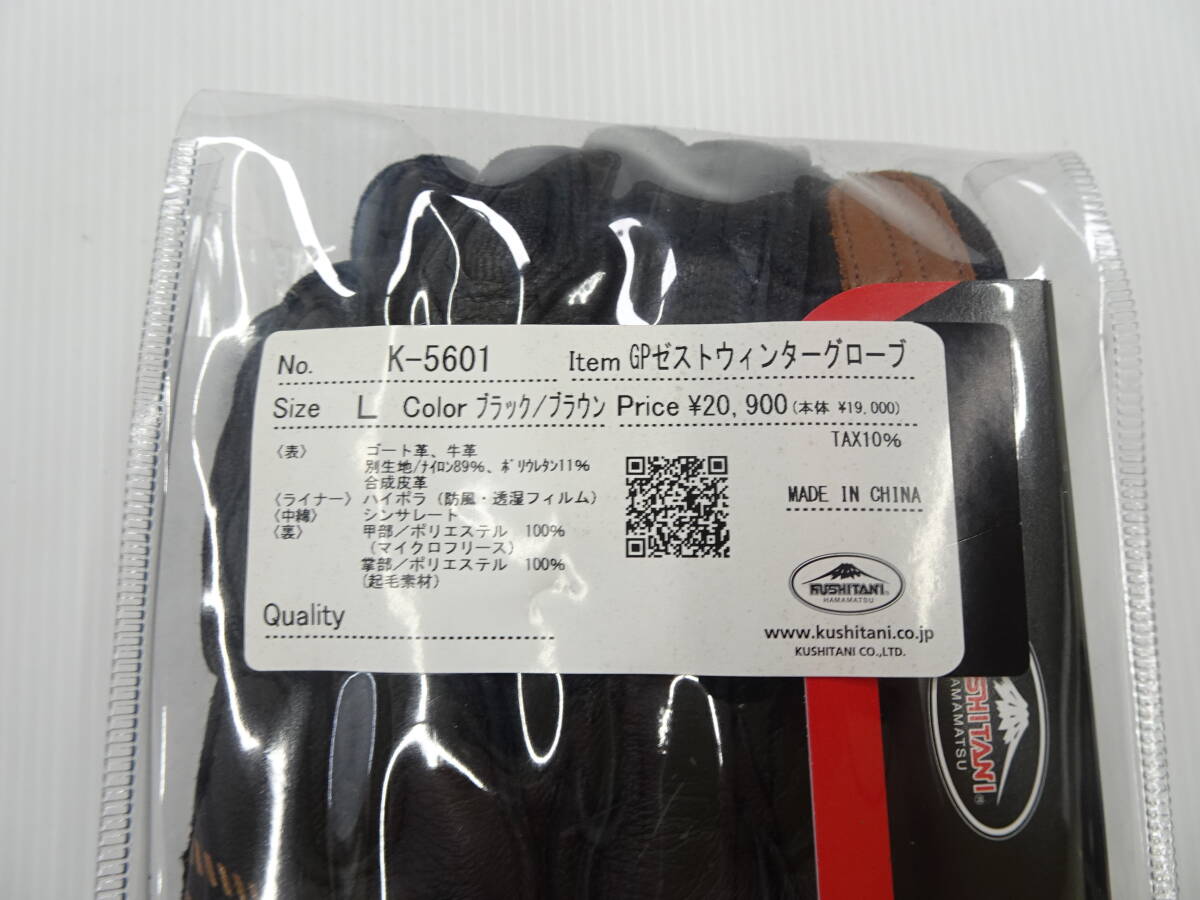 No. K-5601 Item GPゼストウィンターグローブ
Size L Color ブラック/ブラウン Price ¥20,900(本体 ¥19,000)
TAX10%
〈表〉 ゴート革、牛革
別生地/ﾅｲﾛﾝ89%、ﾎﾟﾘｳﾚﾀﾝ11%
合成皮革
〈ライナー〉 ハイポラ(防風・透湿フィルム)
〈中綿〉 シンサレート
〈裏〉 甲部/ポリエステル 100%
(マイクロフリース)
掌部/ポリエステル 100%
(起毛素材)
Quality
MADE IN CHINA
KUSHITANI®
HAMAMATSU
www.kushitani.co.jp
KUSHITANI CO.,LTD.
SHITANI®
AMAMATSU